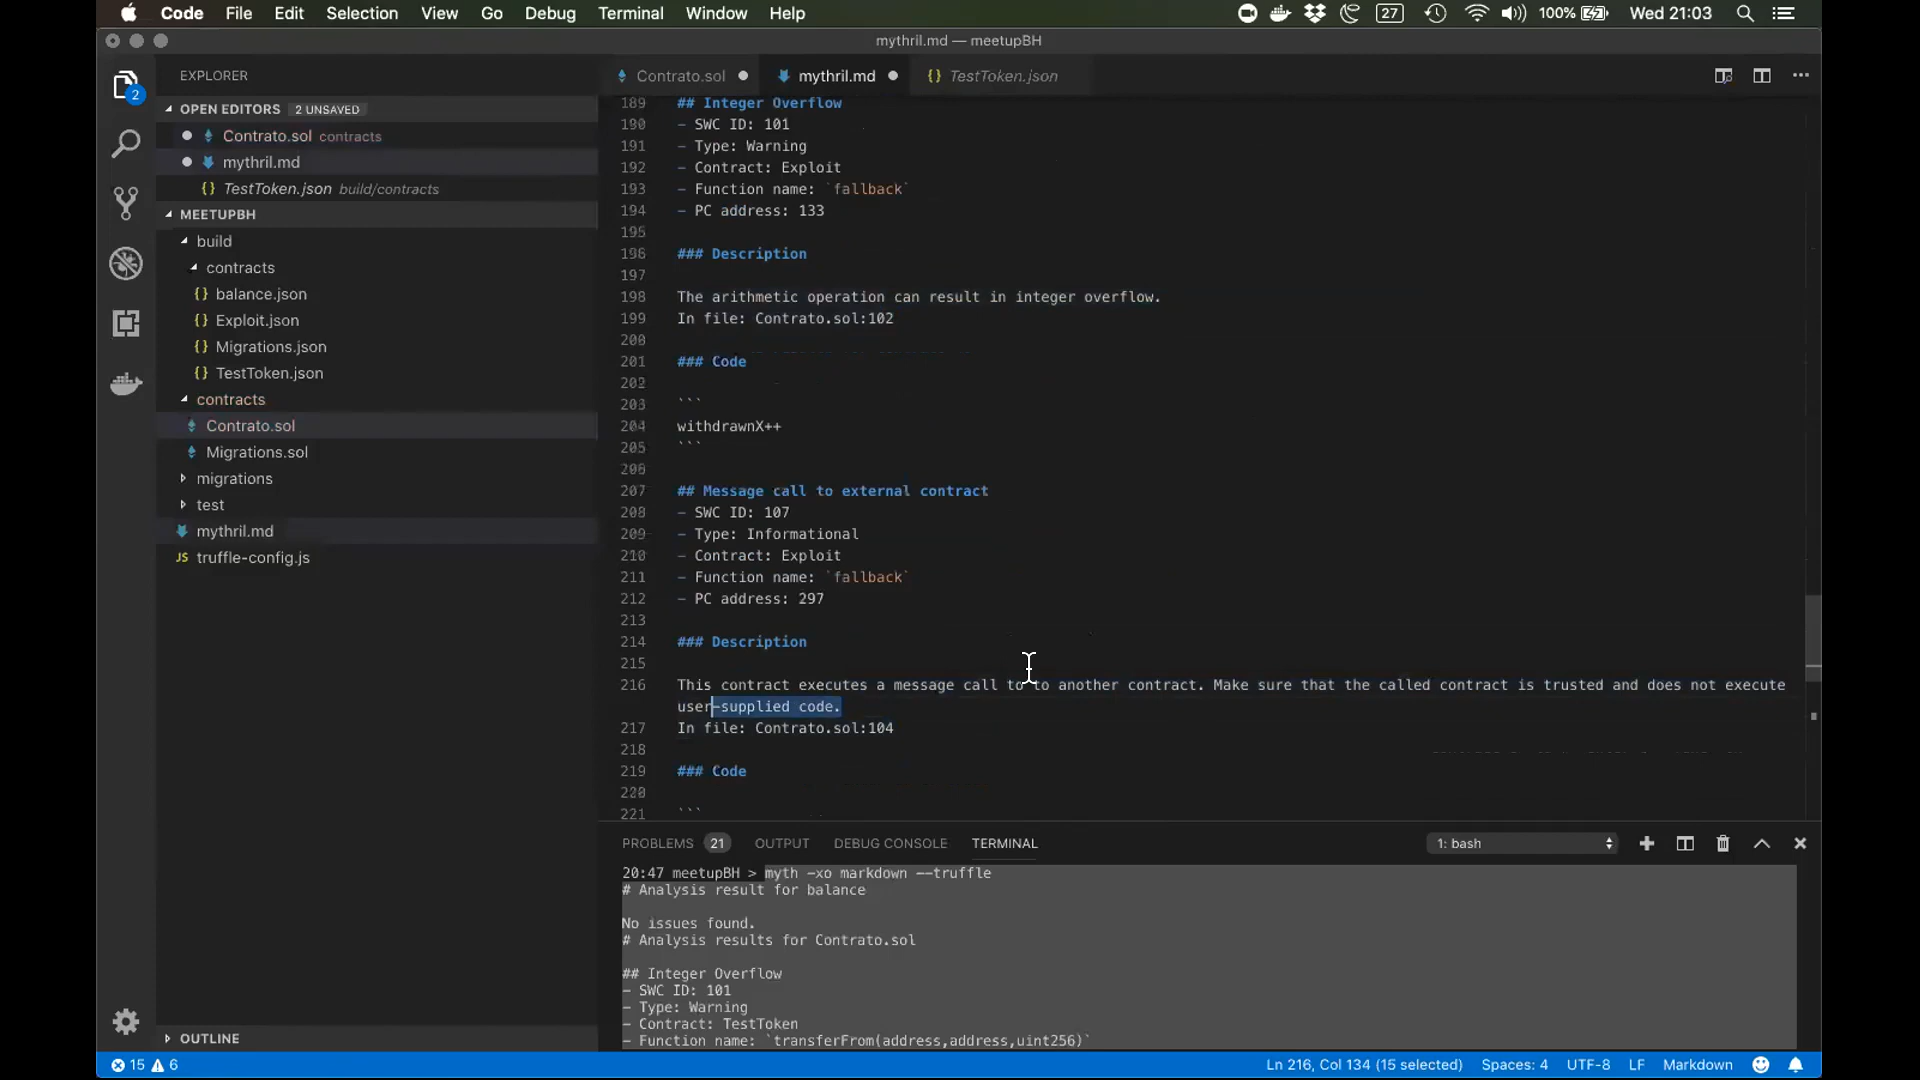 Code File Edit Selection View Go Debug Terminal Window Help 27 100% Wed 21:03
mythril.md — meetupBH
EXPLORER
OPEN EDITORS 2 UNSAVED
Contrato.sol contracts
mythril.md
{} TestToken.json build/contracts
MEETUPBH
build
contracts
{} balance.json
{} Exploit.json
{} Migrations.json
{} TestToken.json
contracts
Contrato.sol
Migrations.sol
migrations
test
mythril.md
JS truffle-config.js
OUTLINE
2
Contrato.sol mythril.md {} TestToken.json
189 ## Integer Overflow
190 - SWC ID: 101
191 - Type: Warning
192 - Contract: Exploit
193 - Function name: `fallback`
194 - PC address: 133
195
196 ### Description
197
198 The arithmetic operation can result in integer overflow.
199 In file: Contrato.sol:102
200
201 ### Code
202
203 ```
204 withdrawnX++
205 ```
206
207 ## Message call to external contract
208 - SWC ID: 107
209 - Type: Informational
210 - Contract: Exploit
211 - Function name: `fallback`
212 - PC address: 297
213
214 ### Description
215
216 This contract executes a message call to to another contract. Make sure that the called contract is trusted and does not execute
user-supplied code.
217 In file: Contrato.sol:104
218
219 ### Code
220
221 ```
PROBLEMS 21 OUTPUT DEBUG CONSOLE TERMINAL 1: bash
20:47 meetupBH > myth -xo markdown --truffle
# Analysis result for balance
No issues found.
# Analysis results for Contrato.sol
## Integer Overflow
- SWC ID: 101
- Type: Warning
- Contract: TestToken
- Function name: `transferFrom(address,address,uint256)`
15 6 Ln 216, Col 134 (15 selected) Spaces: 4 UTF-8 LF Markdown